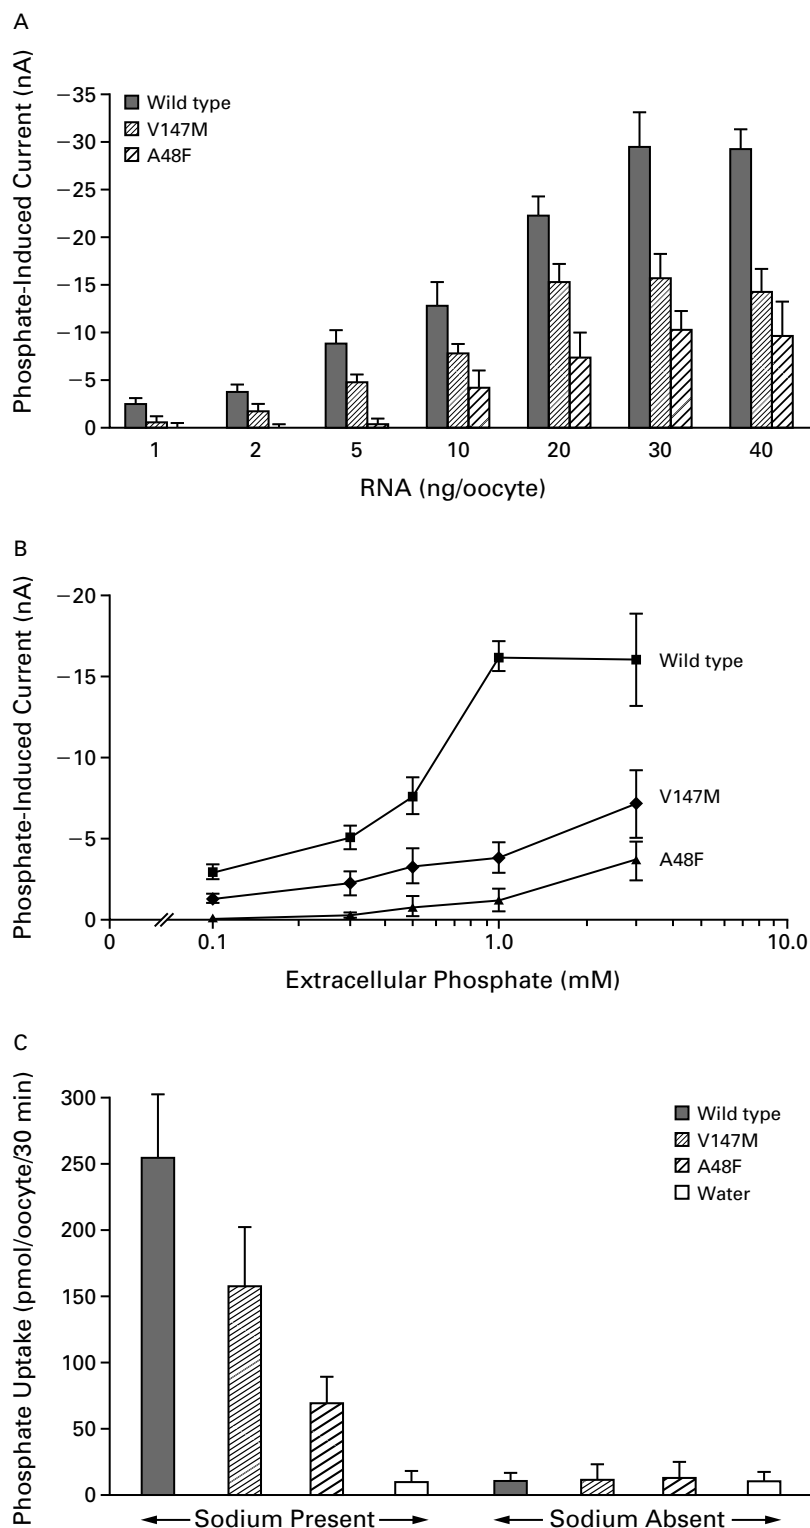 A
Phosphate-Induced Current (nA)
−35
−30
−25
−20
−15
−10
−5
0
Wild type
V147M
A48F
1 2 5 10 20 30 40
RNA (ng/oocyte)
B
Phosphate-Induced Current (nA)
−20
−15
−10
−5
0
Wild type
V147M
A48F
0 0.1 1.0 10.0
Extracellular Phosphate (mM)
C
Phosphate Uptake (pmol/oocyte/30 min)
300
250
200
150
100
50
0
Wild type
V147M
A48F
Water
Sodium Present Sodium Absent